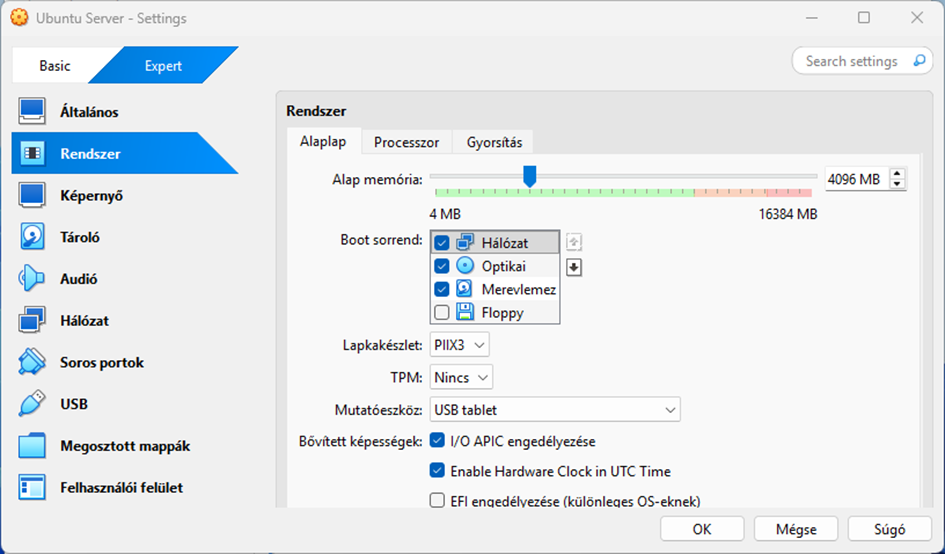 Ubuntu Server - Settings
Basic
Expert
Search settings
Általános
Rendszer
Képernyő
Tároló
Audió
Hálózat
Soros portok
USB
Megosztott mappák
Felhasználói felület
Rendszer
Alaplap Processzor Gyorsítás
Alap memória: 4096 MB
4 MB 16384 MB
Boot sorrend: Hálózat
Optikai
Merevlemez
Floppy
Lapkakészlet: PIIX3
TPM: Nincs
Mutatóeszköz: USB tablet
Bővített képességek: I/O APIC engedélyezése
Enable Hardware Clock in UTC Time
EFI engedélyezése (különleges OS-eknek)
OK Mégse Súgó